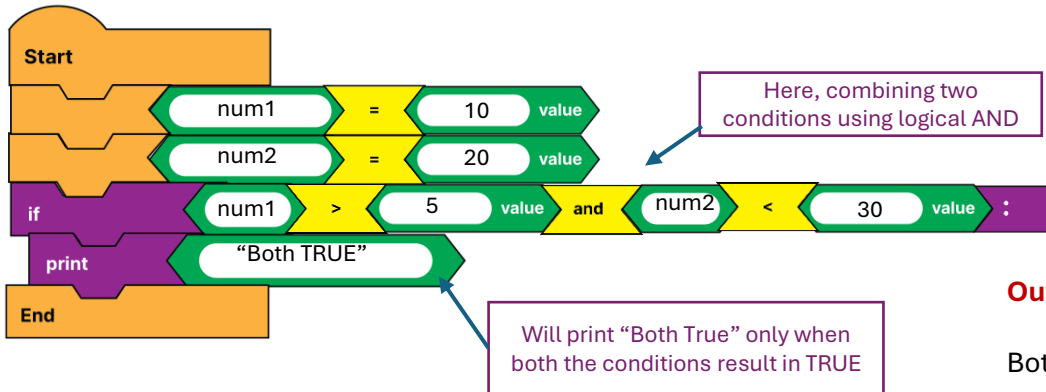 Start
num1 = 10 value
Here, combining two
conditions using logical AND
num2 = 20 value
if num1 > 5 value and num2 < 30 value :
print “Both TRUE”
End
Will print “Both True” only when
both the conditions result in TRUE
Ou
Bot